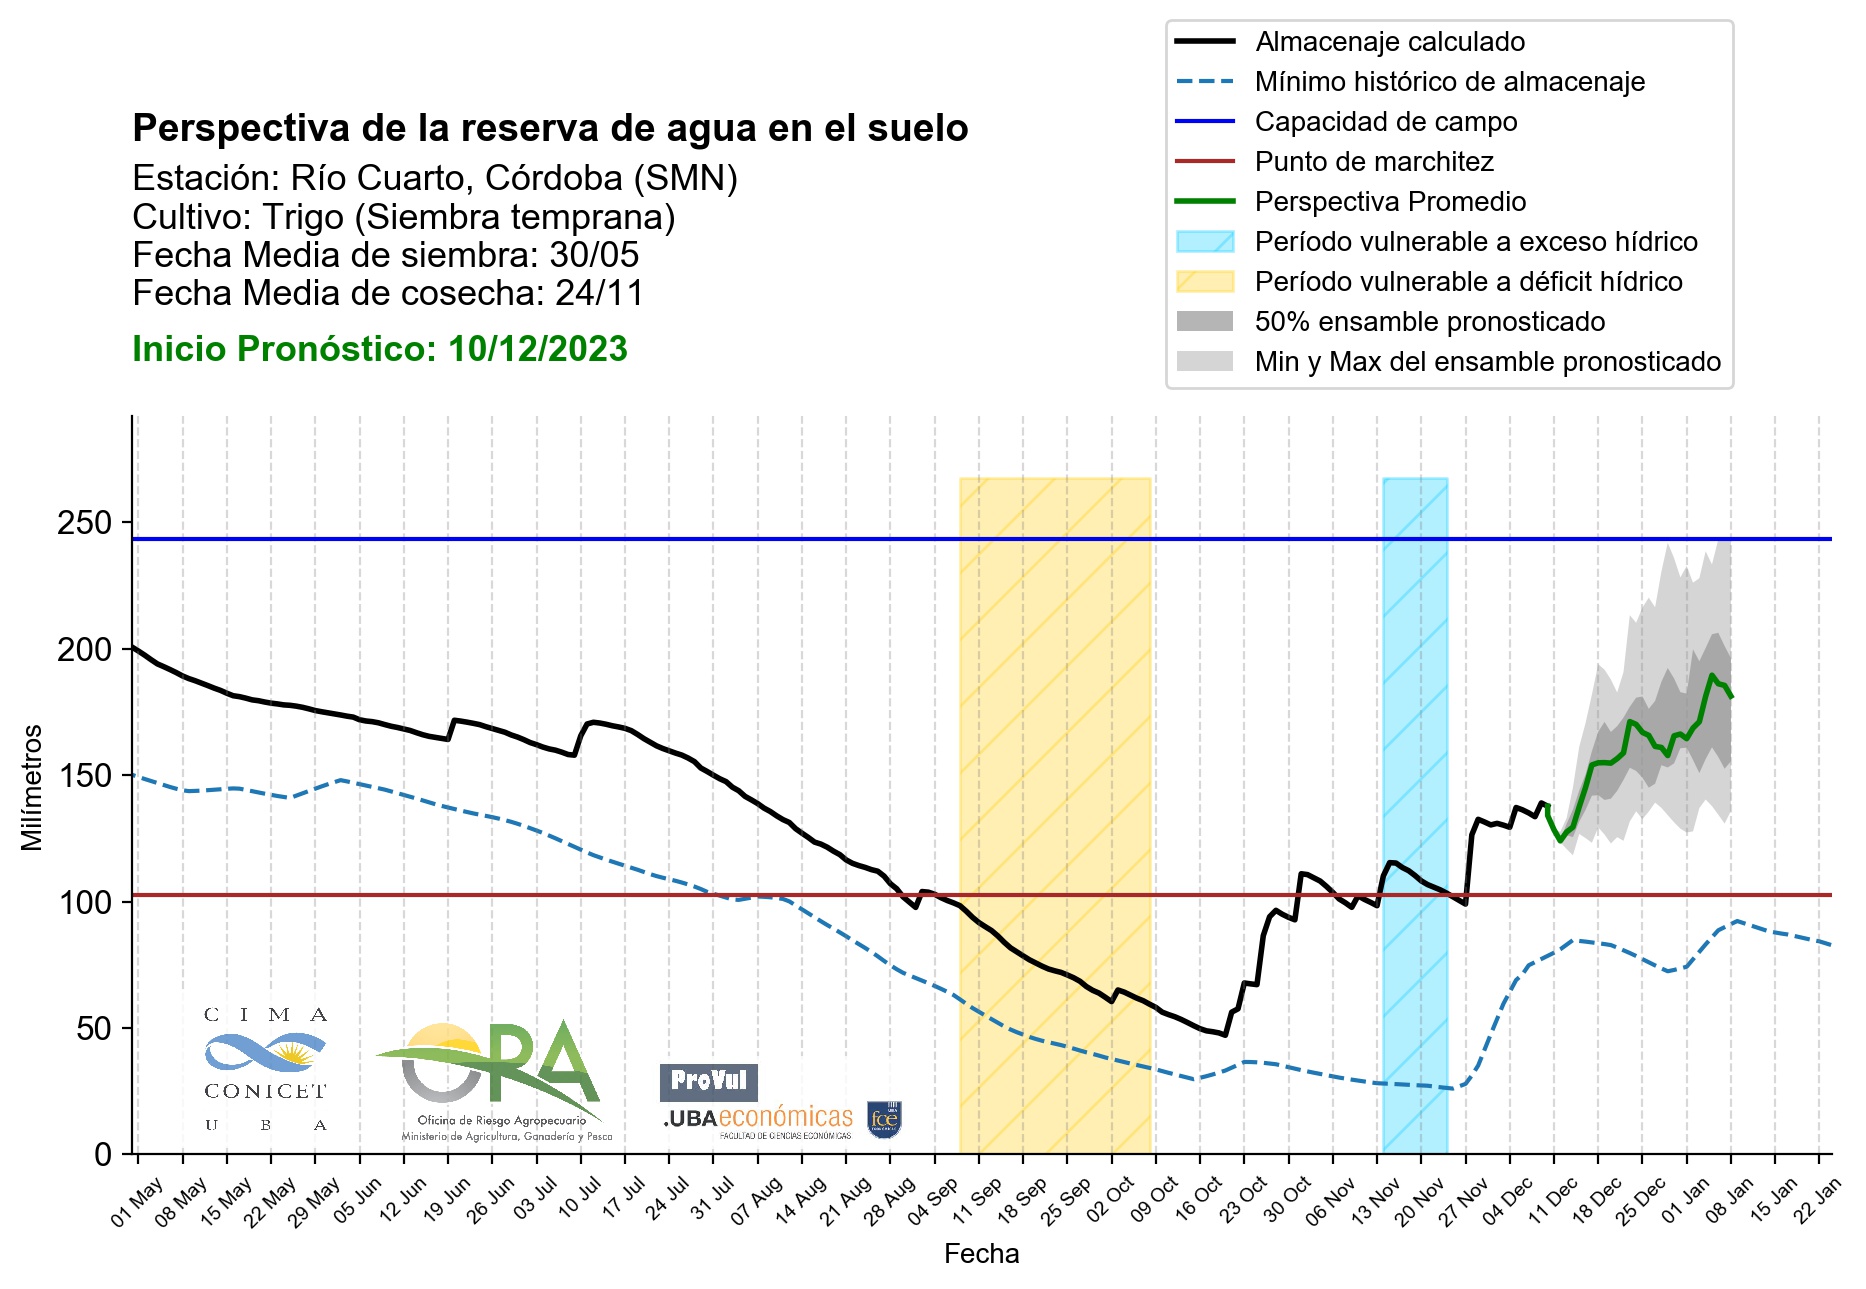 Almacenaje calculado
Mínimo histórico de almacenaje
Capacidad de campo
Punto de marchitez
Perspectiva Promedio
Período vulnerable a exceso hídrico
Período vulnerable a déficit hídrico
50% ensamble pronosticado
Min y Max del ensamble pronosticado
Perspectiva de la reserva de agua en el suelo
Estación: Río Cuarto, Córdoba (SMN)
Cultivo: Trigo (Siembra temprana)
Fecha Media de siembra: 30/05
Fecha Media de cosecha: 24/11
Inicio Pronóstico: 10/12/2023
Milímetros
250
200
150
100
50
0
CIMA
CONICET
UBA
ORA
Oficina de Riesgo Agropecuario
Ministerio de Agricultura, Ganadería y Pesca
ProVul
.UBAeconómicas
FACULTAD DE CIENCIAS ECONÓMICAS
fce
01 May
08 May
15 May
22 May
29 May
05 Jun
12 Jun
19 Jun
26 Jun
03 Jul
10 Jul
17 Jul
24 Jul
31 Jul
07 Aug
14 Aug
21 Aug
28 Aug
04 Sep
11 Sep
18 Sep
25 Sep
02 Oct
09 Oct
16 Oct
23 Oct
30 Oct
06 Nov
13 Nov
20 Nov
27 Nov
04 Dec
11 Dec
18 Dec
25 Dec
01 Jan
08 Jan
15 Jan
22 Jan
Fecha